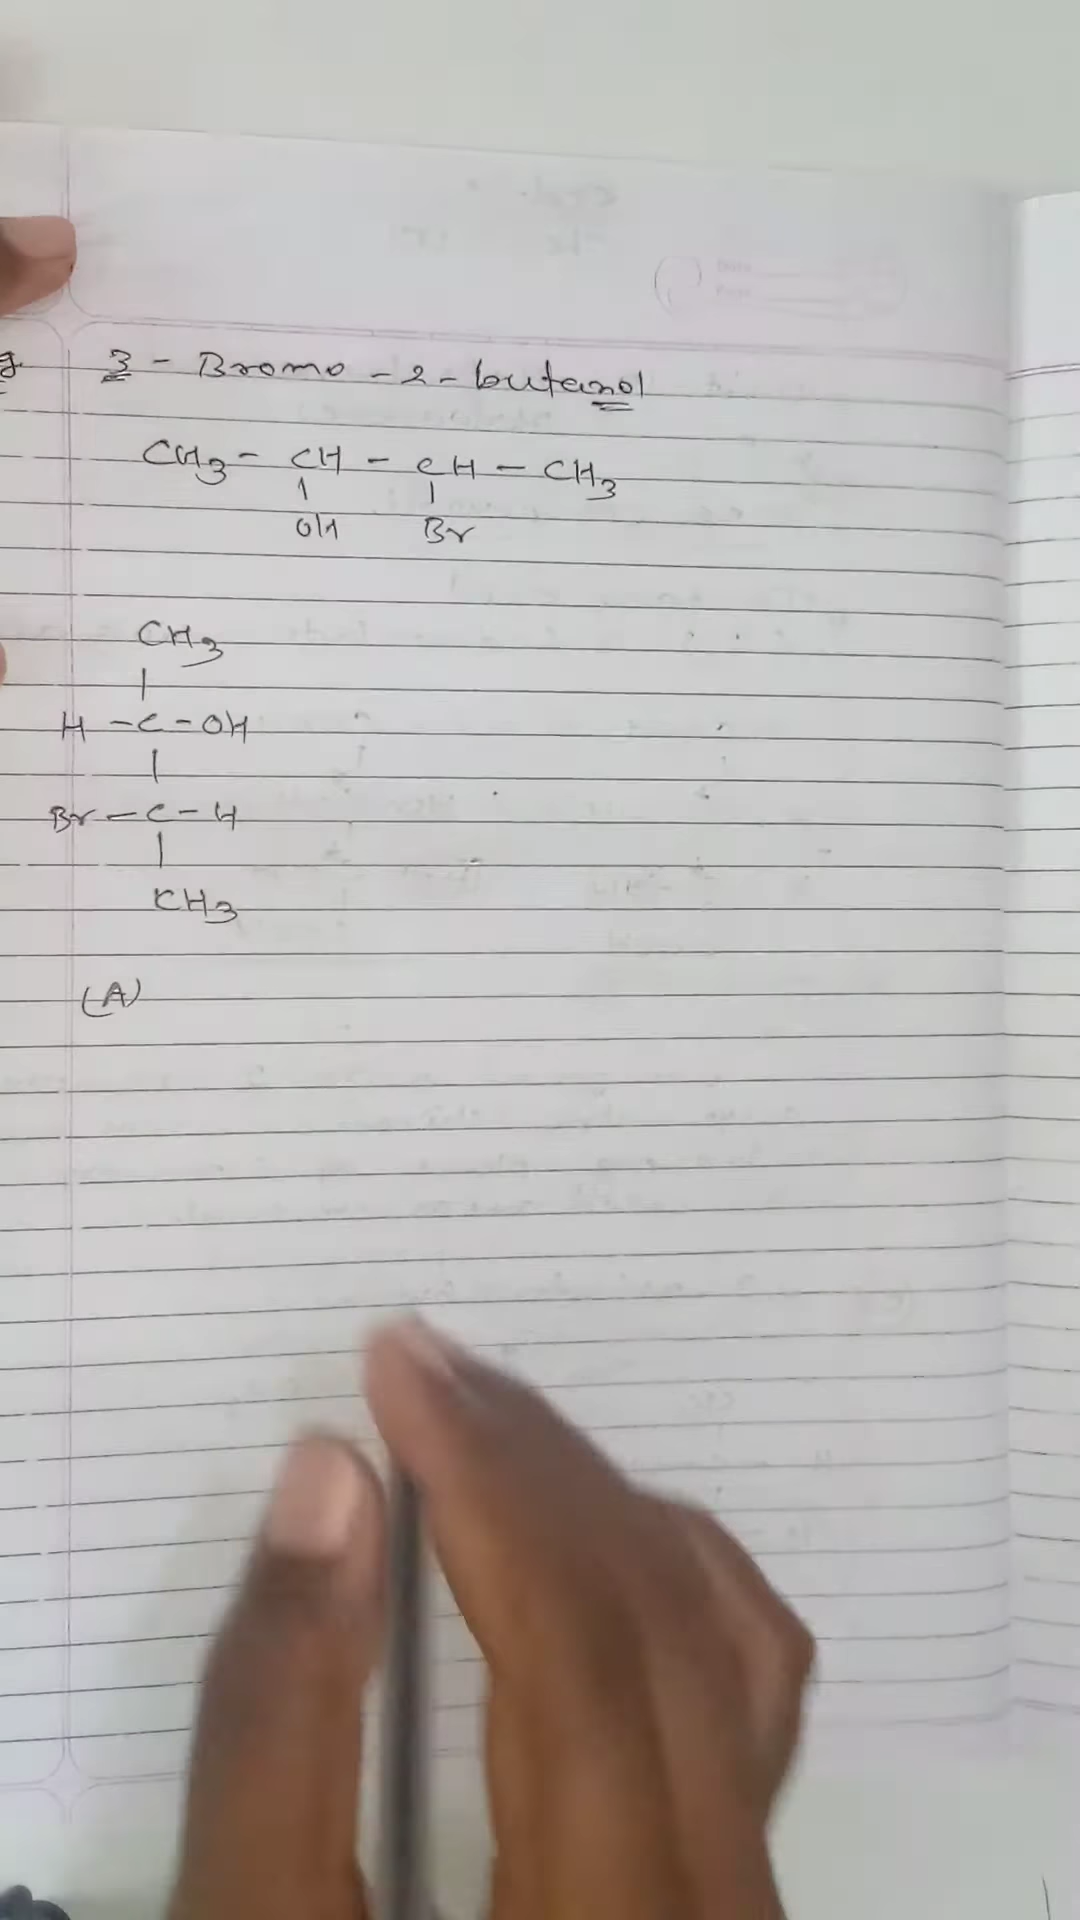 g. 3 - Bromo - 2 - butanol
CH3 - CH - CH - CH3
OH Br
CH3
H - C - OH
Br - C - H
CH3
(A)